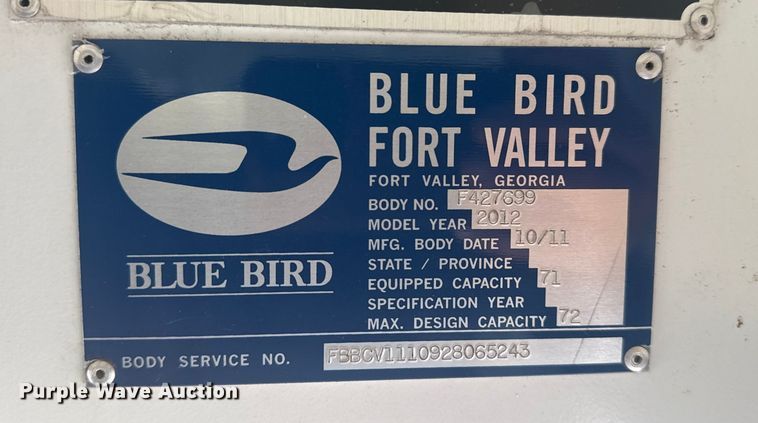 BLUE BIRD
FORT VALLEY
FORT VALLEY, GEORGIA
BODY NO. F427699
MODEL YEAR 2012
MFG. BODY DATE 10/11
STATE / PROVINCE
EQUIPPED CAPACITY 71
SPECIFICATION YEAR
MAX. DESIGN CAPACITY 72
BLUE BIRD
BODY SERVICE NO. FBBCV1110928065243
Purple Wave Auction